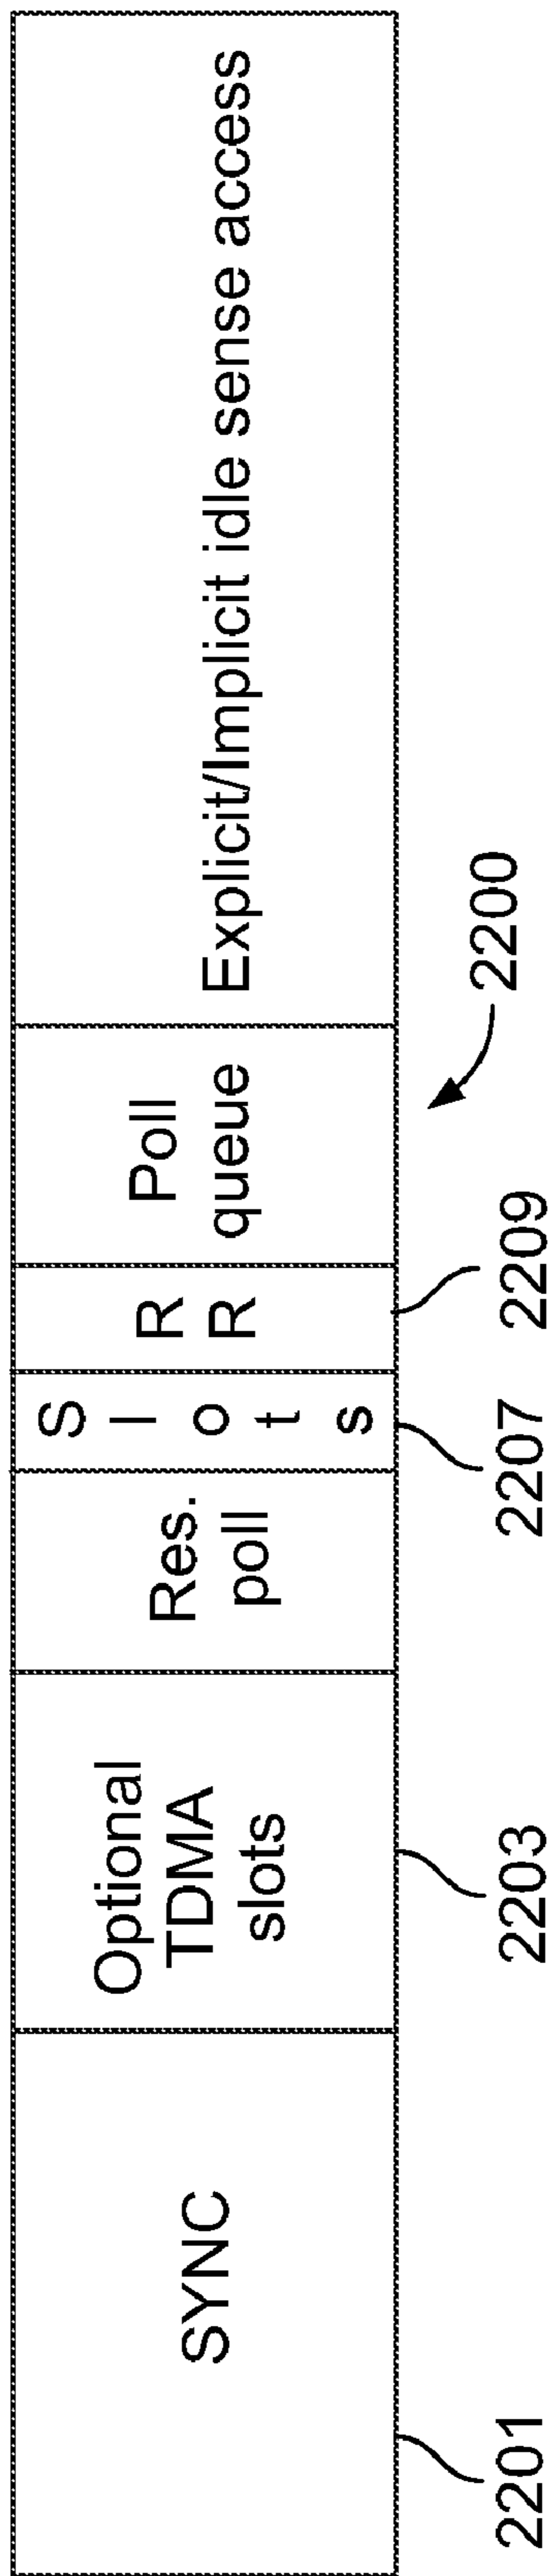 SYNC
Optional
TDMA
slots
Res.
poll
S
l
o
t
s
R
R
Poll
queue
Explicit/Implicit idle sense access
2201
2203
2207
2209
2200